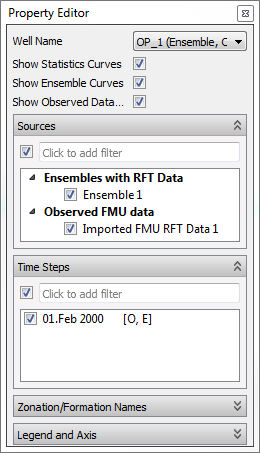 Property Editor
Well Name OP_1 (Ensemble, C
Show Statistics Curves
Show Ensemble Curves
Show Observed Data...
Sources
Click to add filter
Ensembles with RFT Data
Ensemble 1
Observed FMU data
Imported FMU RFT Data 1
Time Steps
Click to add filter
01.Feb 2000 [O, E]
Zonation/Formation Names
Legend and Axis